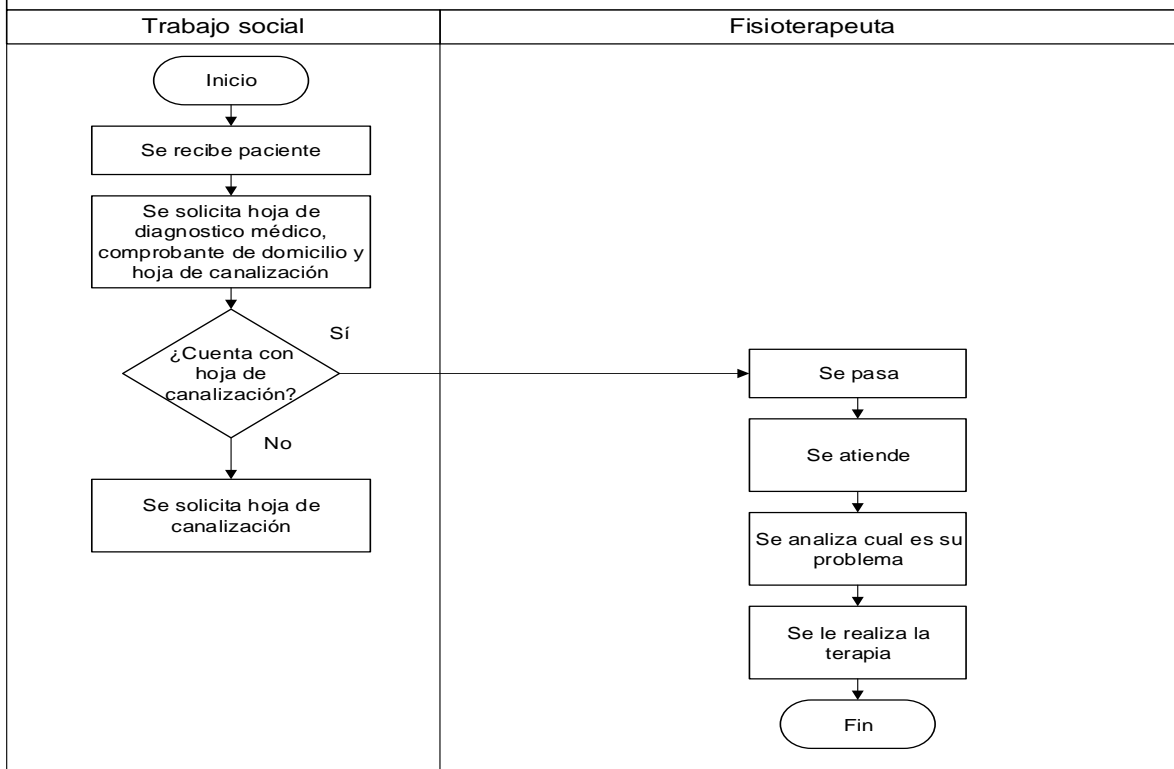 Trabajo social
Fisioterapeuta
Inicio
Se recibe paciente
Se solicita hoja de
diagnostico médico,
comprobante de domicilio y
hoja de canalización
Sí
¿Cuenta con
hoja de
canalización?
No
Se solicita hoja de
canalización
Se pasa
Se atiende
Se analiza cual es su
problema
Se le realiza la
terapia
Fin